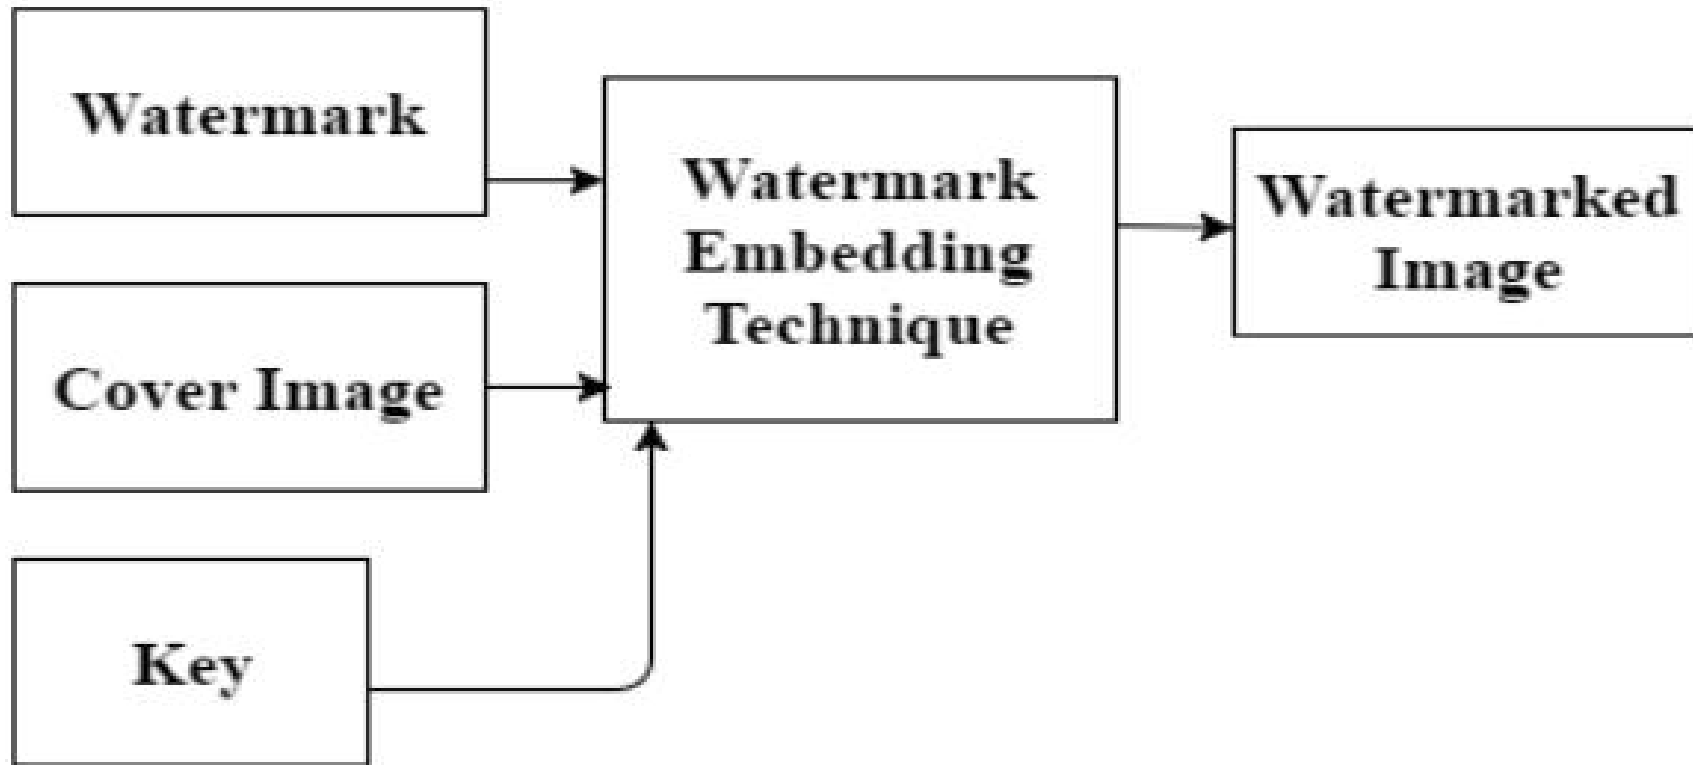 Watermark
Cover Image
Key
Watermark
Embedding
Technique
Watermarked
Image